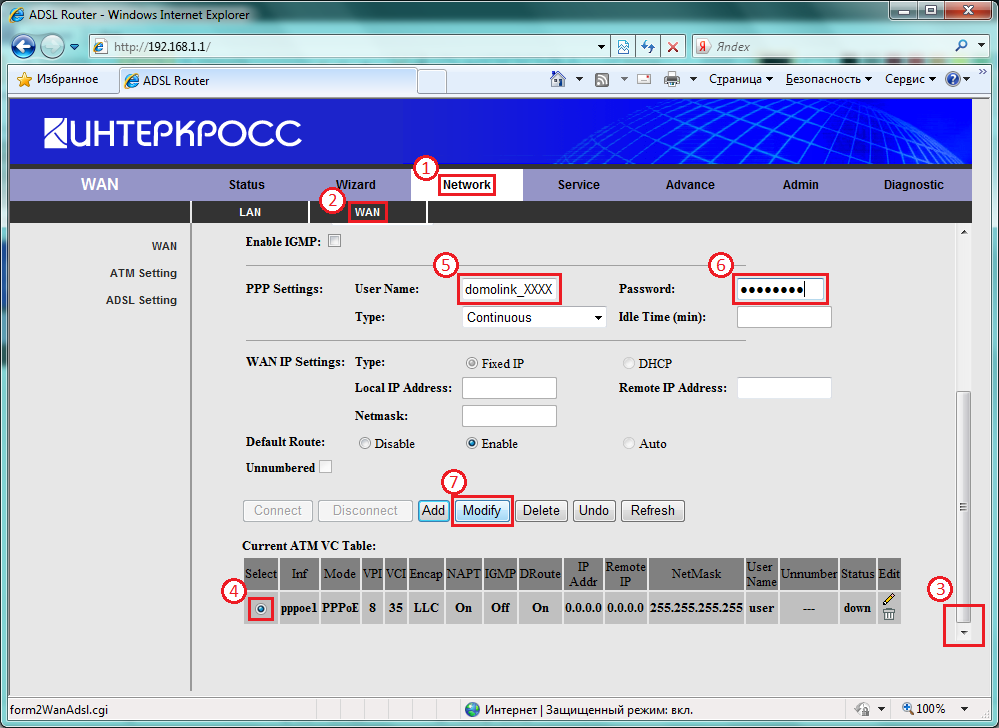 ADSL Router - Windows Internet Explorer
http://192.168.1.1/
Яndex
Избранное
ADSL Router
Страница
Безопасность
Сервис
»
ИНТЕРКРОСС
WAN
Status
Wizard
1
Network
Service
Advance
Admin
Diagnostic
LAN
2
WAN
WAN
ATM Setting
ADSL Setting
Enable IGMP:
5
6
PPP Settings:
User Name:
domolink_XXXX
Password:
●●●●●●●●
Type:
Continuous
Idle Time (min):
WAN IP Settings:
Type:
Fixed IP
DHCP
Local IP Address:
Remote IP Address:
Netmask:
Default Route:
Disable
Enable
Auto
Unnumbered
7
Connect
Disconnect
Add
Modify
Delete
Undo
Refresh
Current ATM VC Table:
Select Inf Mode VPI VCI Encap NAPT IGMP DRoute IP Addr Remote IP NetMask User Name Unnumber Status Edit
4
pppoe1 PPPoE 8 35 LLC On Off On 0.0.0.0 0.0.0.0 255.255.255.255 user --- down
3
form2WanAdsl.cgi
Интернет | Защищенный режим: вкл.
100%